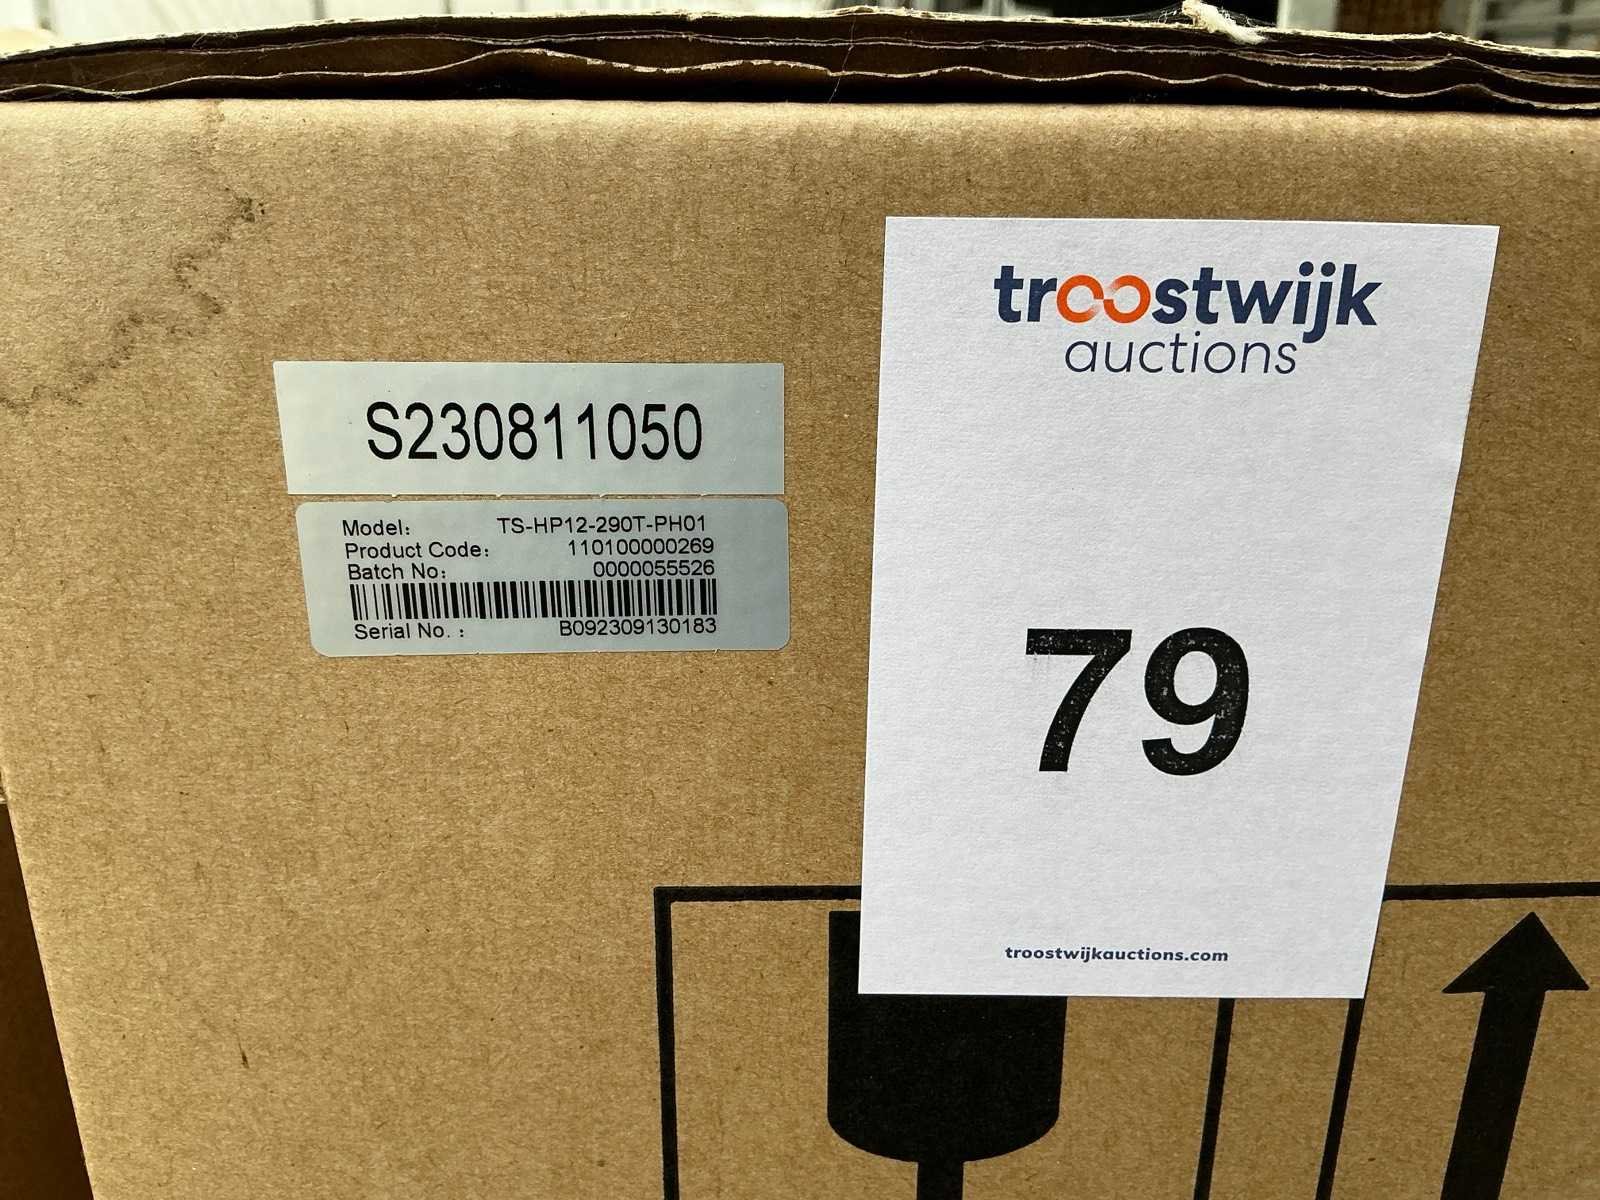 troostwijk
auctions
S230811050
Model: TS-HP12-290T-PH01
Product Code: 110100000269
Batch No: 0000055526
Serial No. : B092309130183
79
troostwijkauctions.com